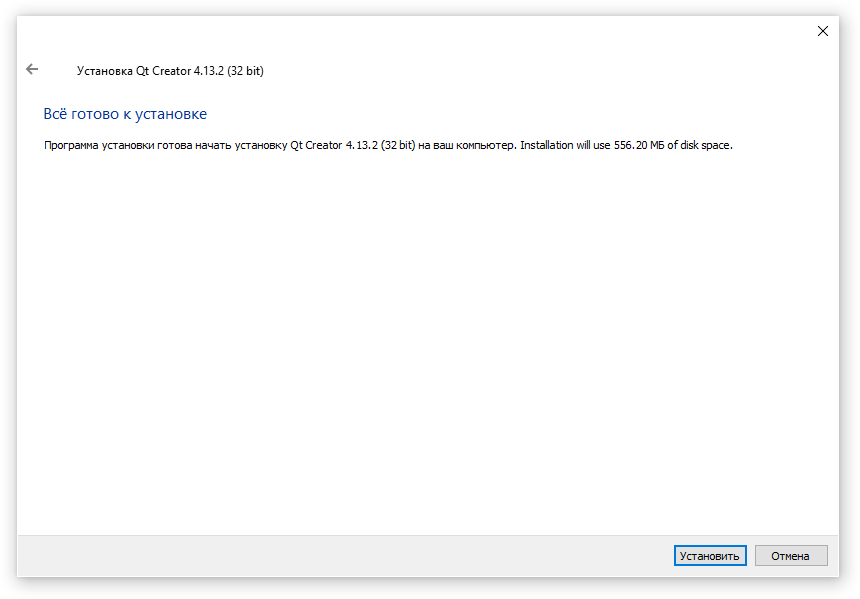 Установка Qt Creator 4.13.2 (32 bit)
Всё готово к установке
Программа установки готова начать установку Qt Creator 4.13.2 (32 bit) на ваш компьютер. Installation will use 556.20 МБ of disk space.
Установить
Отмена